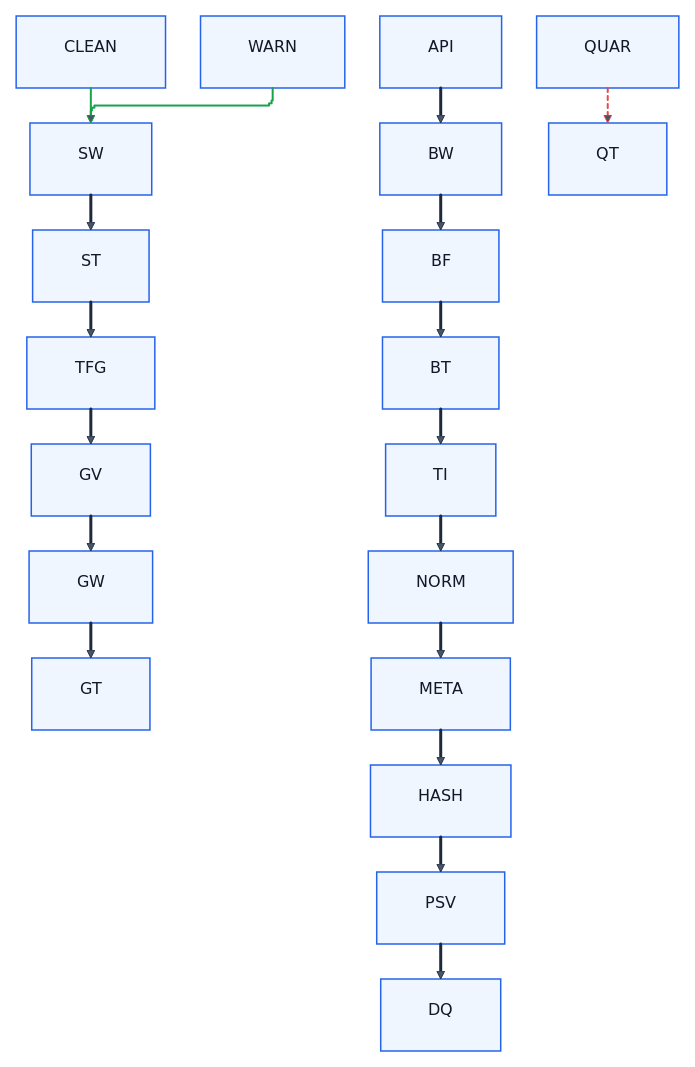 CLEAN
WARN
API
QUAR
SW
BW
QT
ST
BF
TFG
BT
GV
TI
GW
NORM
GT
META
HASH
PSV
DQ